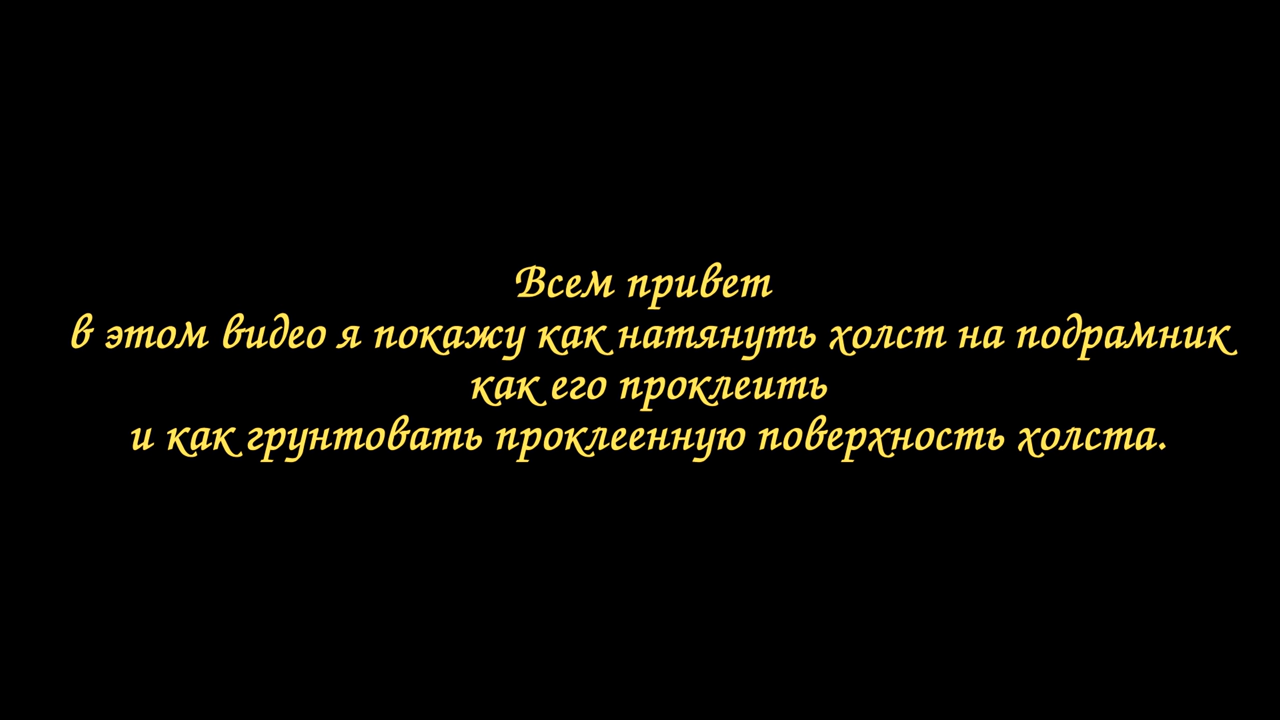 Всем привет
в этом видео я покажу как натянуть холст на подрамник
как его проклеить
и как грунтовать проклеенную поверхность холста.